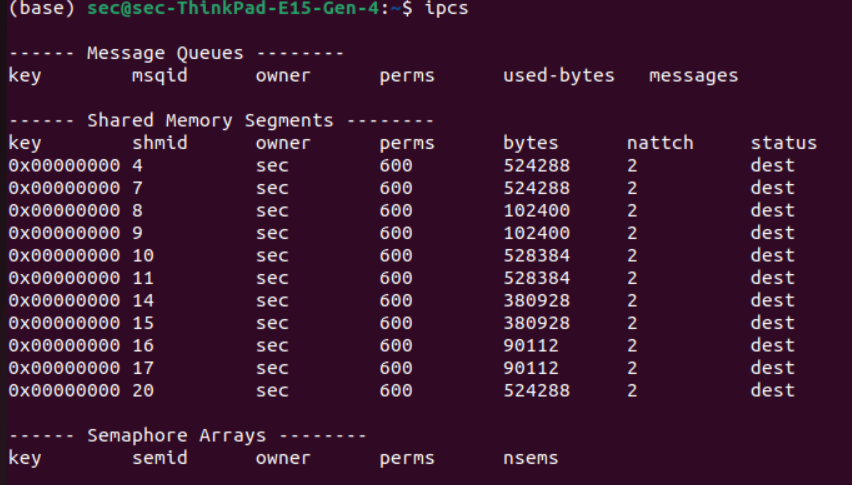 (base) sec@sec-ThinkPad-E15-Gen-4:~$ ipcs
------ Message Queues --------
key        msqid      owner      perms      used-bytes   messages
------ Shared Memory Segments --------
key        shmid      owner      perms      bytes      nattch     status
0x00000000 4          sec        600        524288     2          dest
0x00000000 7          sec        600        524288     2          dest
0x00000000 8          sec        600        102400     2          dest
0x00000000 9          sec        600        102400     2          dest
0x00000000 10         sec        600        528384     2          dest
0x00000000 11         sec        600        528384     2          dest
0x00000000 14         sec        600        380928     2          dest
0x00000000 15         sec        600        380928     2          dest
0x00000000 16         sec        600        90112      2          dest
0x00000000 17         sec        600        90112      2          dest
0x00000000 20         sec        600        524288     2          dest
------ Semaphore Arrays --------
key        semid      owner      perms      nsems